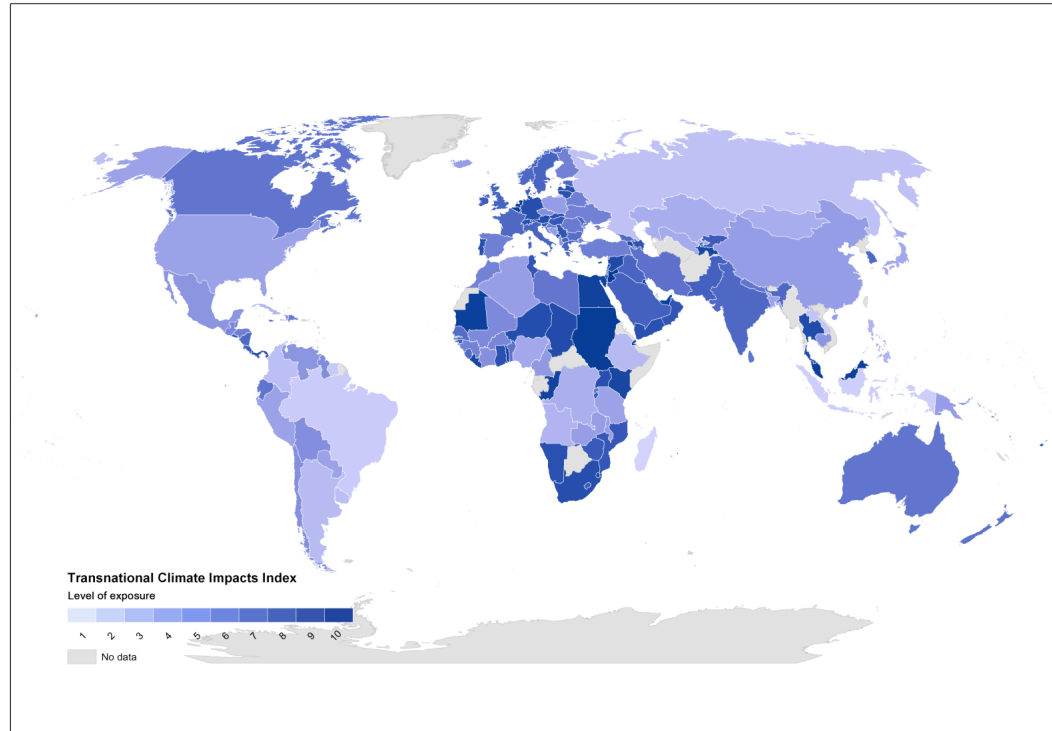 Transnational Climate Impacts Index
Level of exposure
1 2 3 4 5 6 7 8 9 10
No data